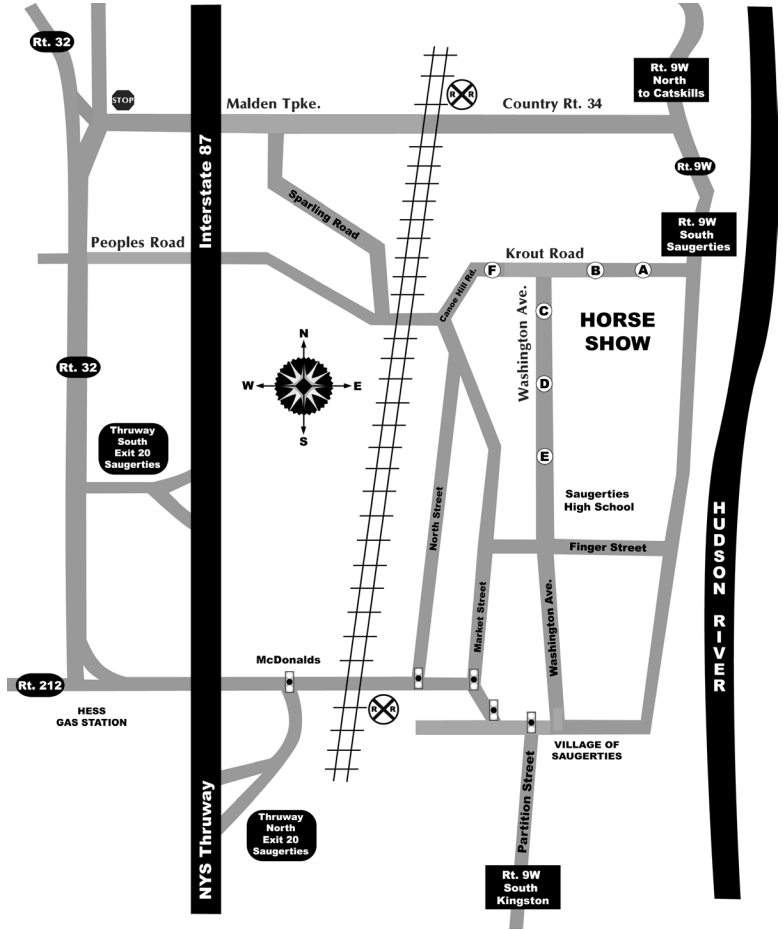 Rt. 32
STOP
Malden Tpke.
Country Rt. 34
R R
Rt. 9W
North
to Catskills
Interstate 87
Rt. 9W
Sparling Road
Rt. 9W
South
Saugerties
Peoples Road
Krout Road
F
B
A
Canoe Hill Rd.
Washington Ave.
C
HORSE
SHOW
N
W
E
S
Rt. 32
D
Thruway
South
Exit 20
Saugerties
E
Saugerties
High School
North Street
HUDSON RIVER
Finger Street
Market Street
Washington Ave.
McDonalds
Rt. 212
HESS
GAS STATION
R R
VILLAGE OF
SAUGERTIES
Partition Street
NYS Thruway
Thruway
North
Exit 20
Saugerties
Rt. 9W
South
Kingston